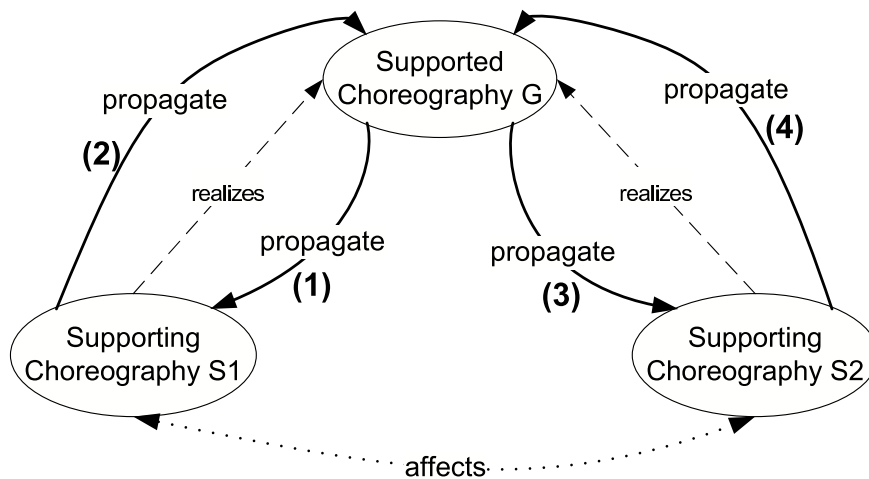 Supported
Choreography G
propagate
(2)
propagate
(4)
realizes
realizes
propagate
(1)
propagate
(3)
Supporting
Choreography S1
Supporting
Choreography S2
affects